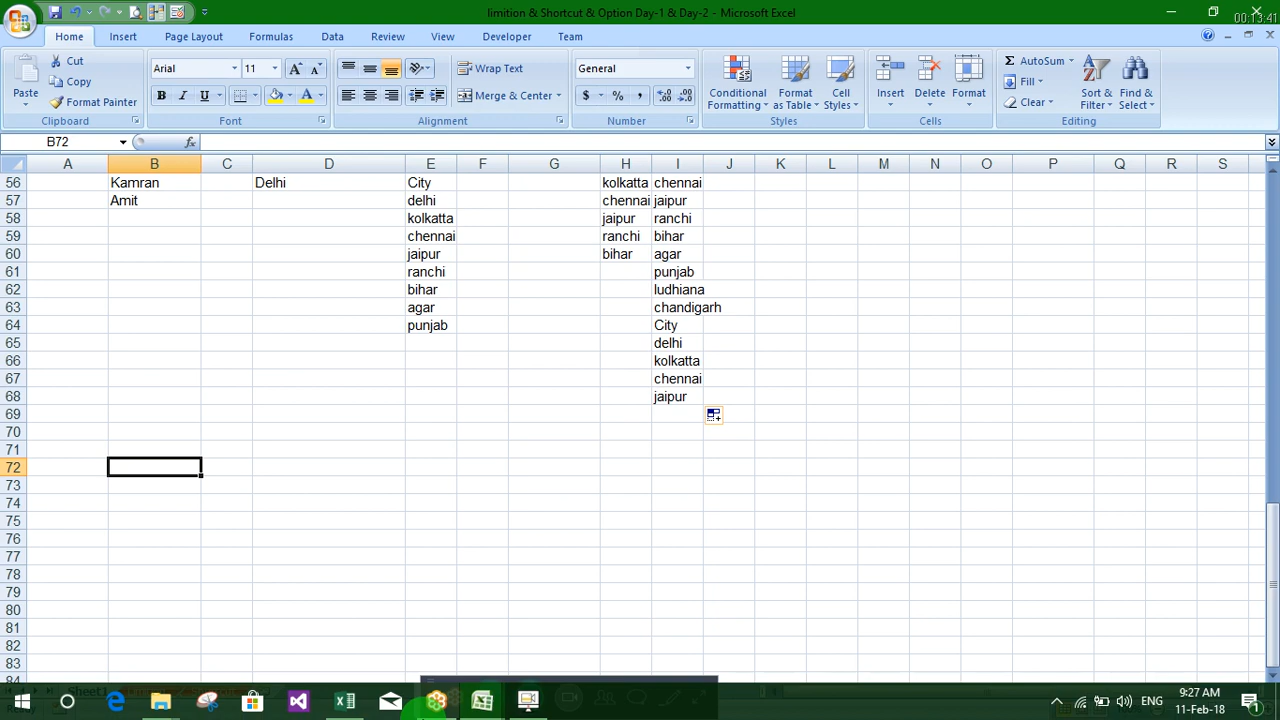 limition & Shortcut & Option Day-1 & Day-2 - Microsoft Excel
00:13:41
Home Insert Page Layout Formulas Data Review View Developer Team
Paste Cut Copy Format Painter
Arial 11
Wrap Text
Merge & Center
General
Conditional Formatting Format as Table Cell Styles
Insert Delete Format
AutoSum Fill Clear
Sort & Filter Find & Select
Clipboard Font Alignment Number Styles Cells Editing
B72 fx
A B C D E F G H I J K L M N O P Q R S
56 Kamran Delhi City kolkatta chennai
57 Amit delhi chennai jaipur
58 kolkatta jaipur ranchi
59 chennai ranchi bihar
60 jaipur bihar agar
61 ranchi punjab
62 bihar ludhiana
63 agar chandigarh
64 punjab City
65 delhi
66 kolkatta
67 chennai
68 jaipur
69
70
71
72
73
74
75
76
77
78
79
80
81
82
83
84
Sheet1
ENG
9:27 AM
11-Feb-18